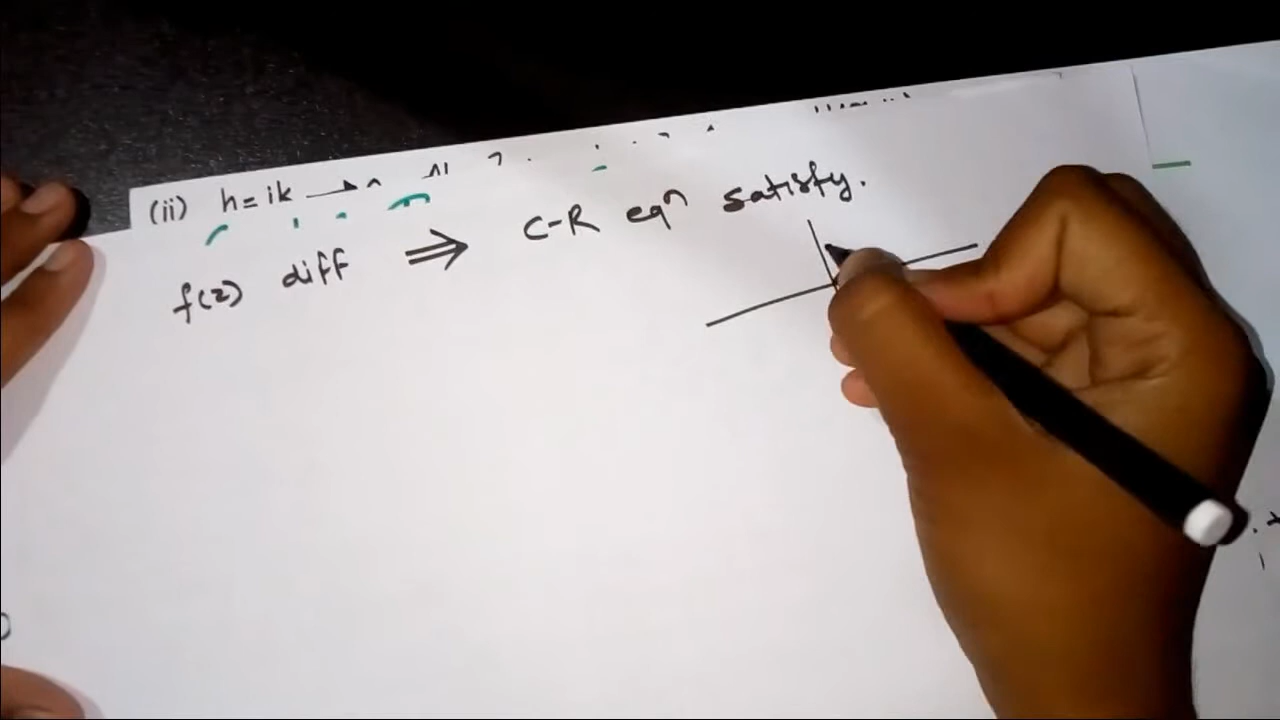 (ii) h = ik →
f(z) diff ⇒ C-R eqⁿ satisfy.